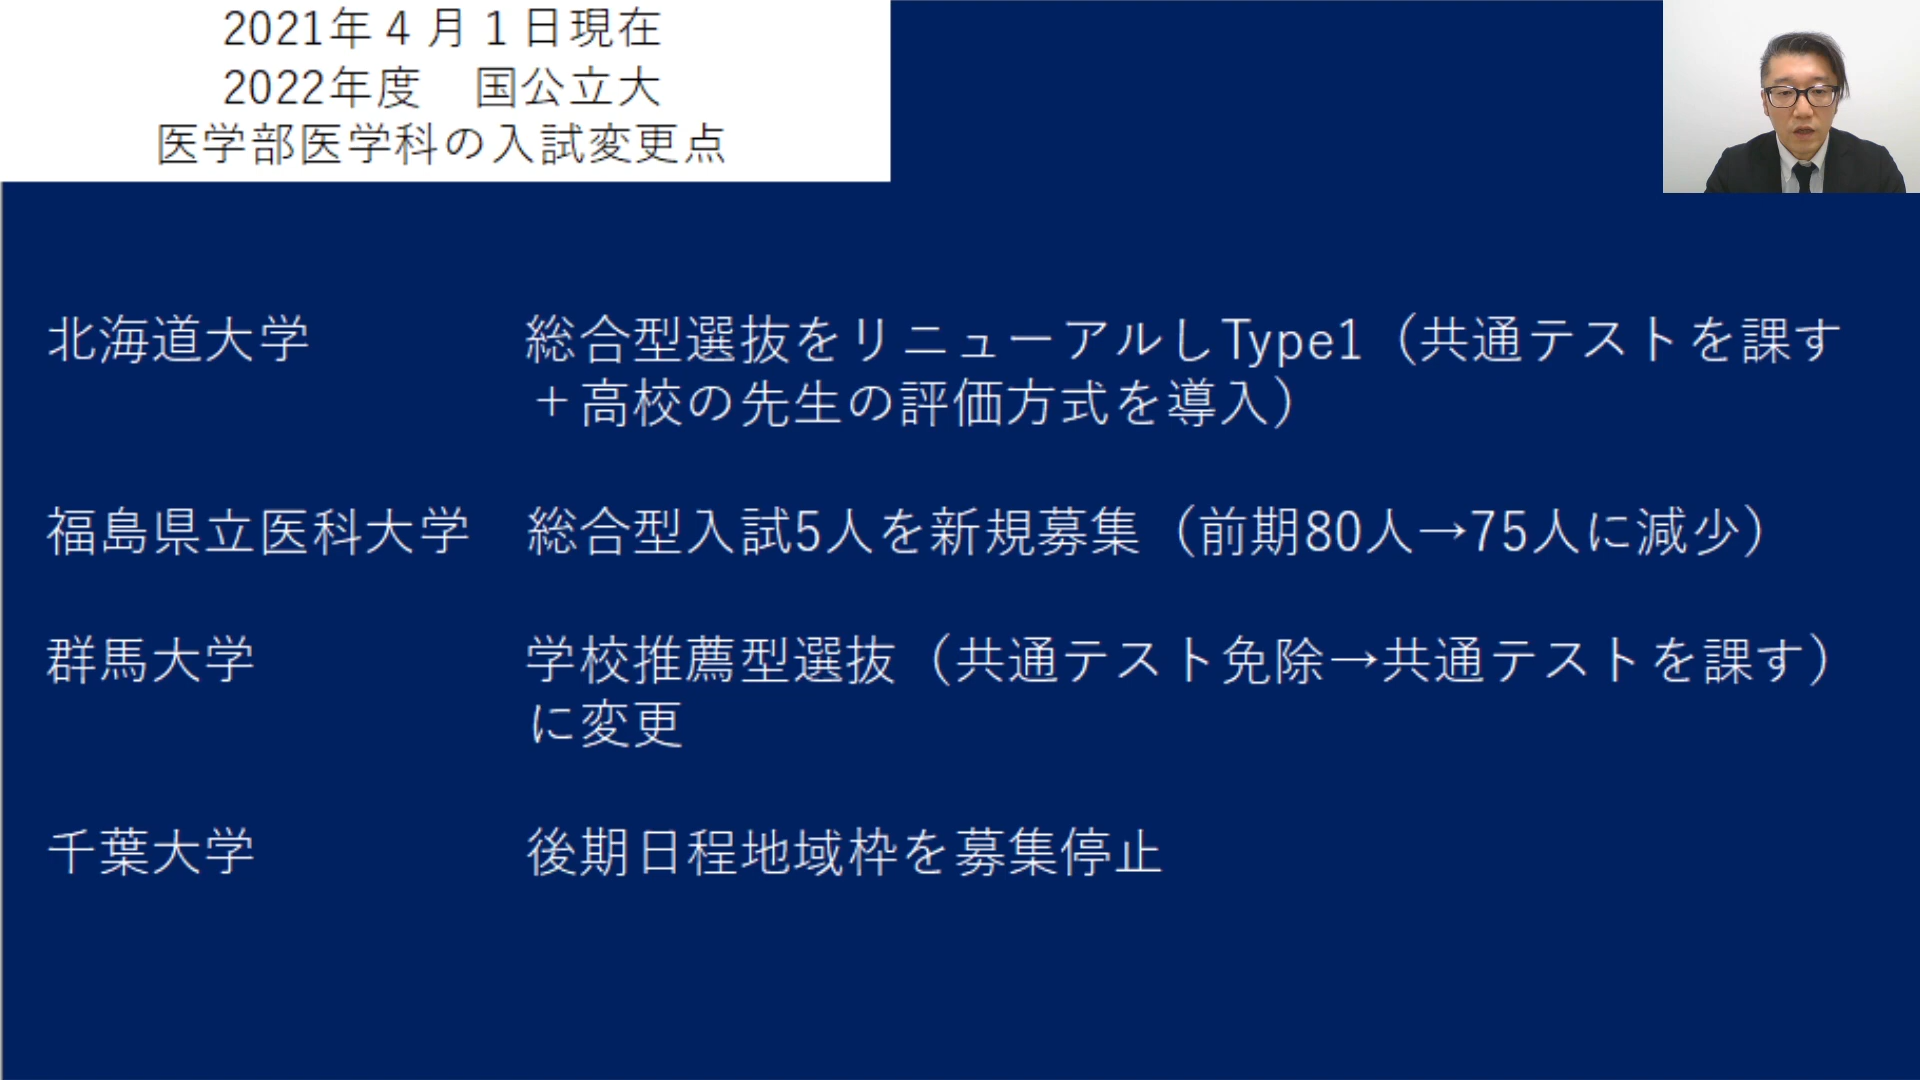 2021年４月１日現在
2022年度　国公立大
医学部医学科の入試変更点
北海道大学　総合型選抜をリニューアルしType1（共通テストを課す
＋高校の先生の評価方式を導入）
福島県立医科大学　総合型入試5人を新規募集（前期80人→75人に減少）
群馬大学　学校推薦型選抜（共通テスト免除→共通テストを課す）
に変更
千葉大学　後期日程地域枠を募集停止